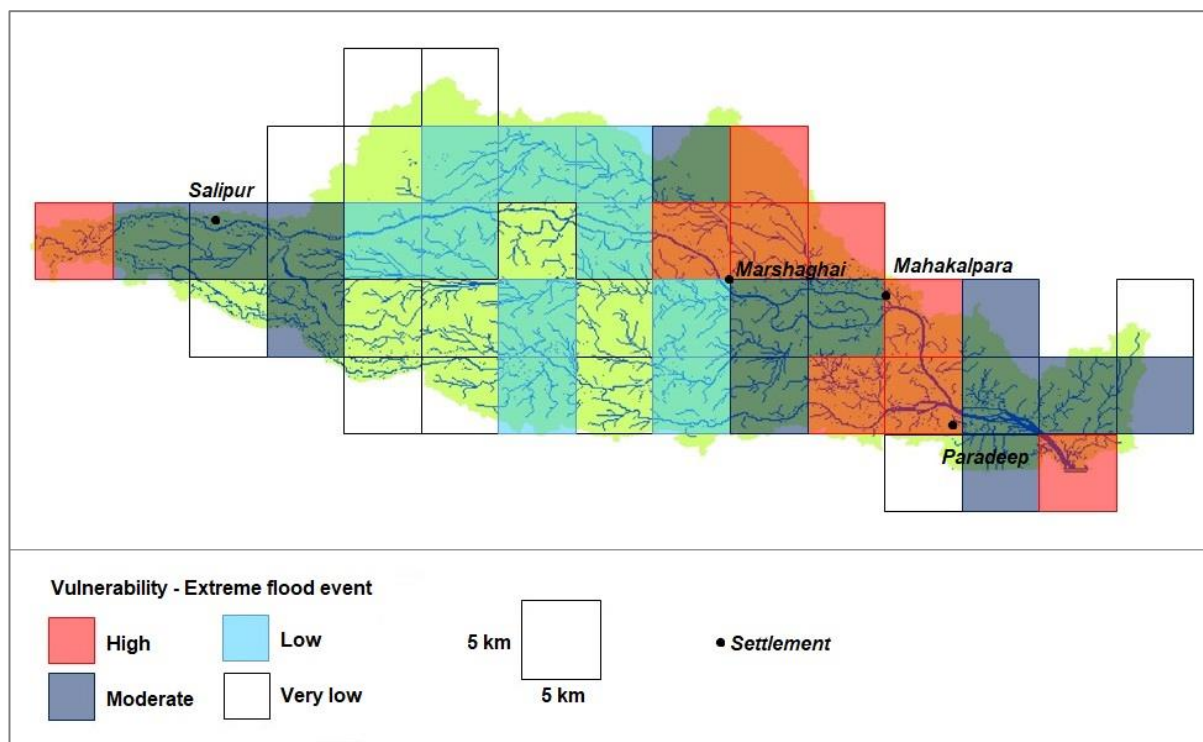 Salipur
Marshaghai
Mahakalpara
Paradeep
Vulnerability - Extreme flood event
High
Low
5 km
Settlement
Moderate
Very low
5 km